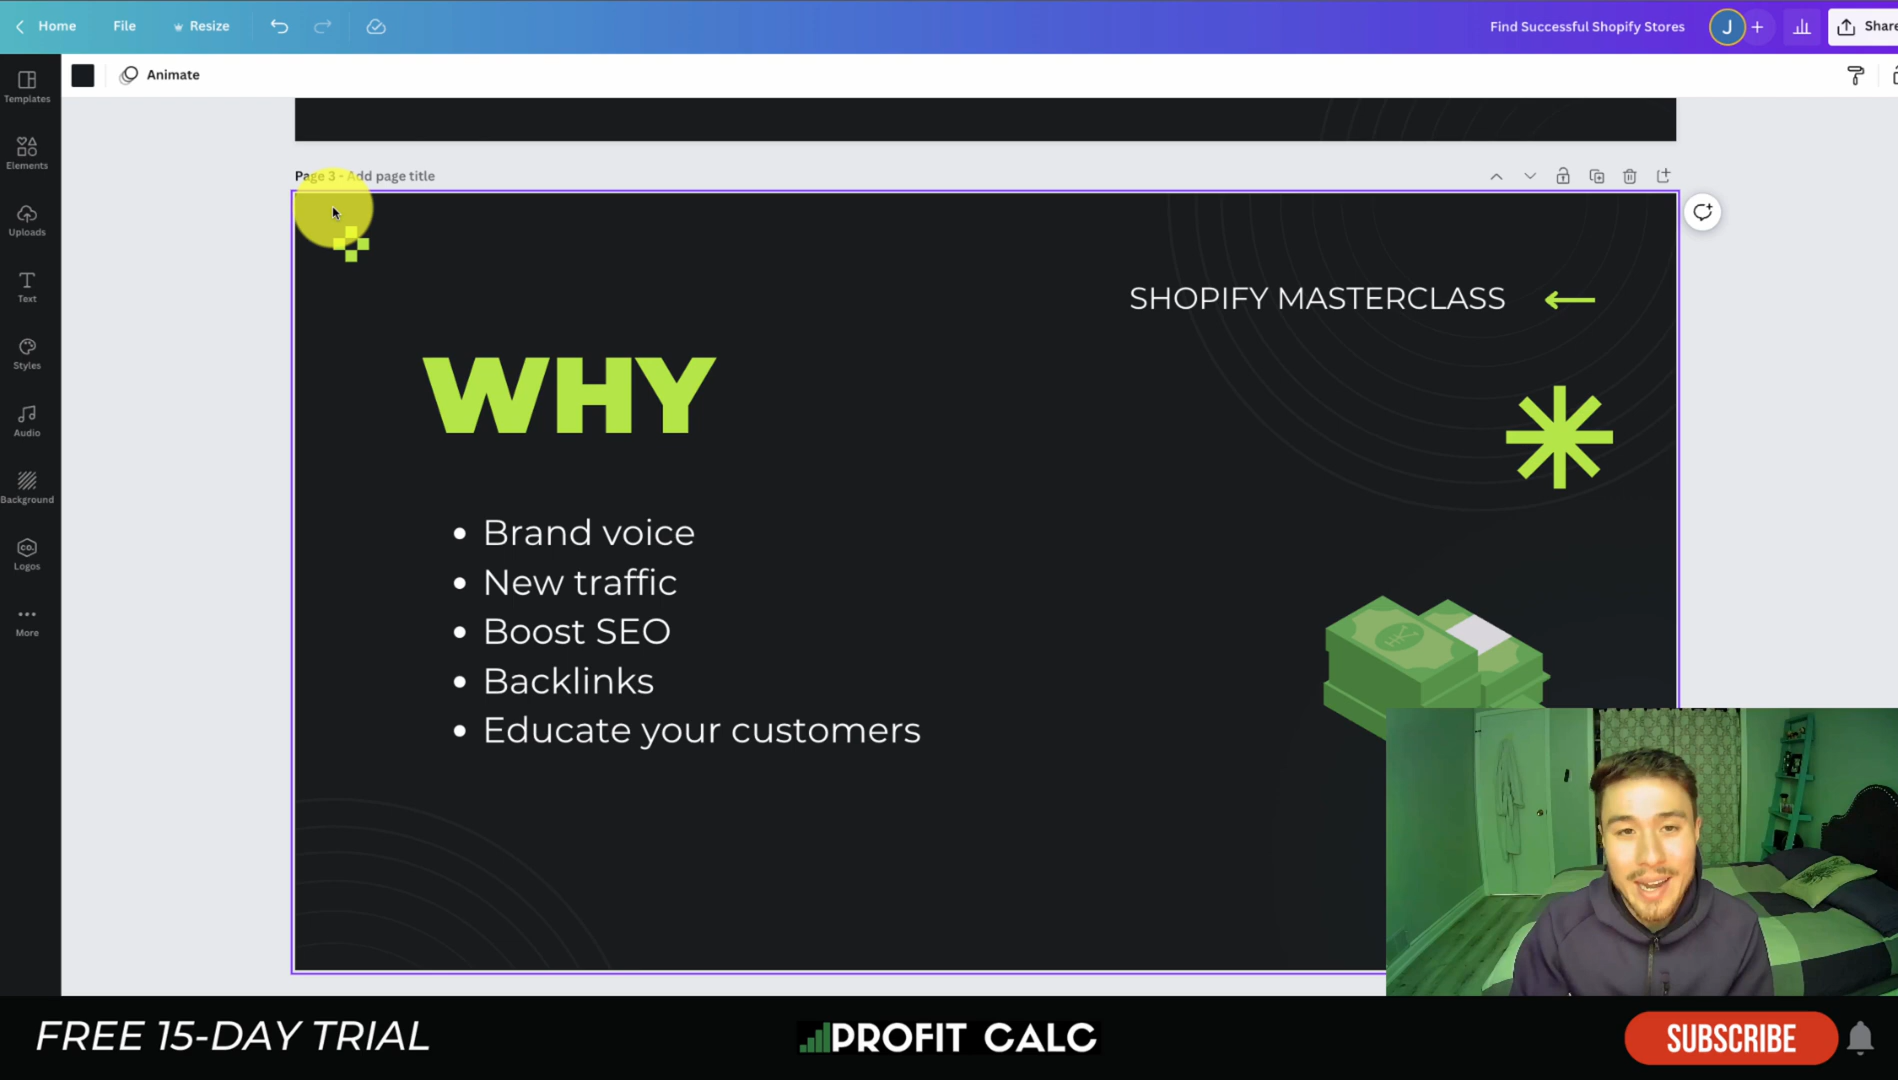 Home
File
Resize
Find Successful Shopify Stores
J
Share
Templates
Animate
Elements
Uploads
Text
Styles
Audio
Background
co.
Logos
More
Page 3 - Add page title
SHOPIFY MASTERCLASS
WHY
• Brand voice
• New traffic
• Boost SEO
• Backlinks
• Educate your customers
FREE 15-DAY TRIAL
PROFIT CALC
SUBSCRIBE